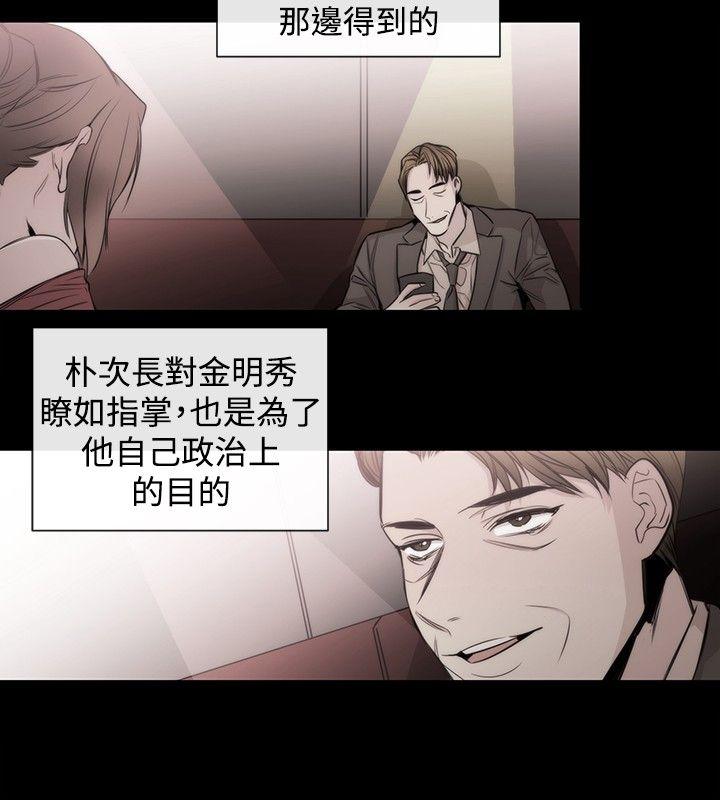 那邊得到的
朴次長對金明秀
瞭如指掌，也是為了
他自己政治上
的目的